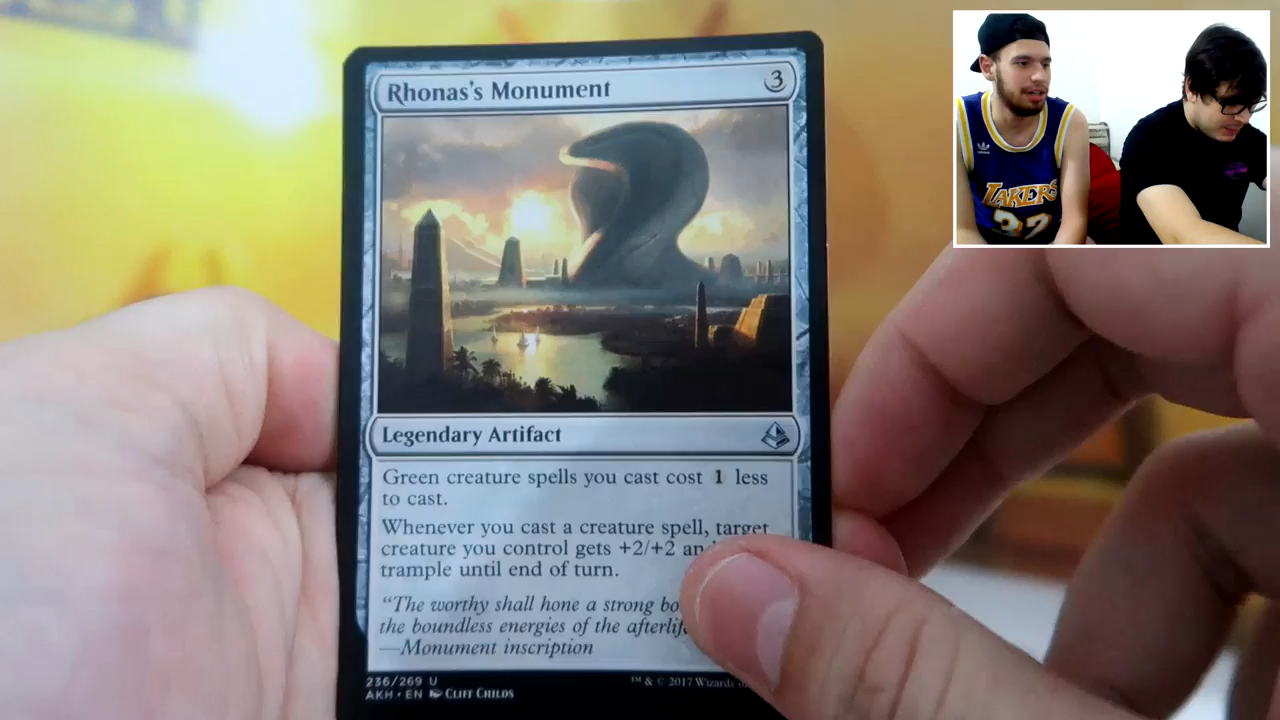 Rhonas's Monument 3
Legendary Artifact
Green creature spells you cast cost 1 less
to cast.
Whenever you cast a creature spell, target
creature you control gets +2/+2 an
trample until end of turn.
"The worthy shall hone a strong bo
the boundless energies of the afterlif
—Monument inscription
236/269 U
AKH • EN CLIFF CHILDS
™ & © 2017 Wizards
LAKERS
32